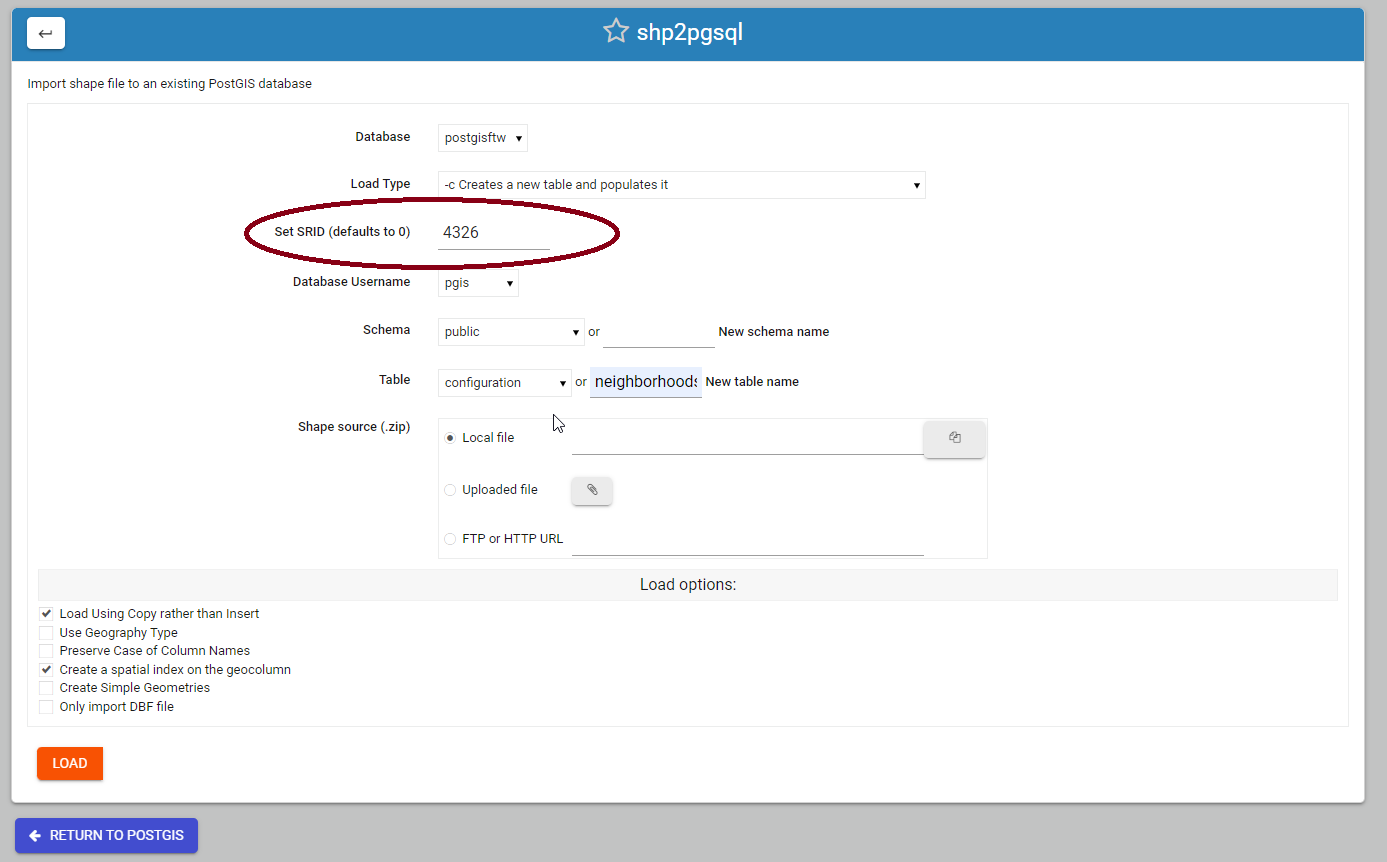 shp2pgsql
Import shape file to an existing PostGIS database
Database postgisftw
Load Type -c Creates a new table and populates it
Set SRID (defaults to 0) 4326
Database Username pgis
Schema public or New schema name
Table configuration or neighborhoods New table name
Shape source (.zip) Local file
Uploaded file
FTP or HTTP URL
Load options:
Load Using Copy rather than Insert
Use Geography Type
Preserve Case of Column Names
Create a spatial index on the geocolumn
Create Simple Geometries
Only import DBF file
LOAD
RETURN TO POSTGIS